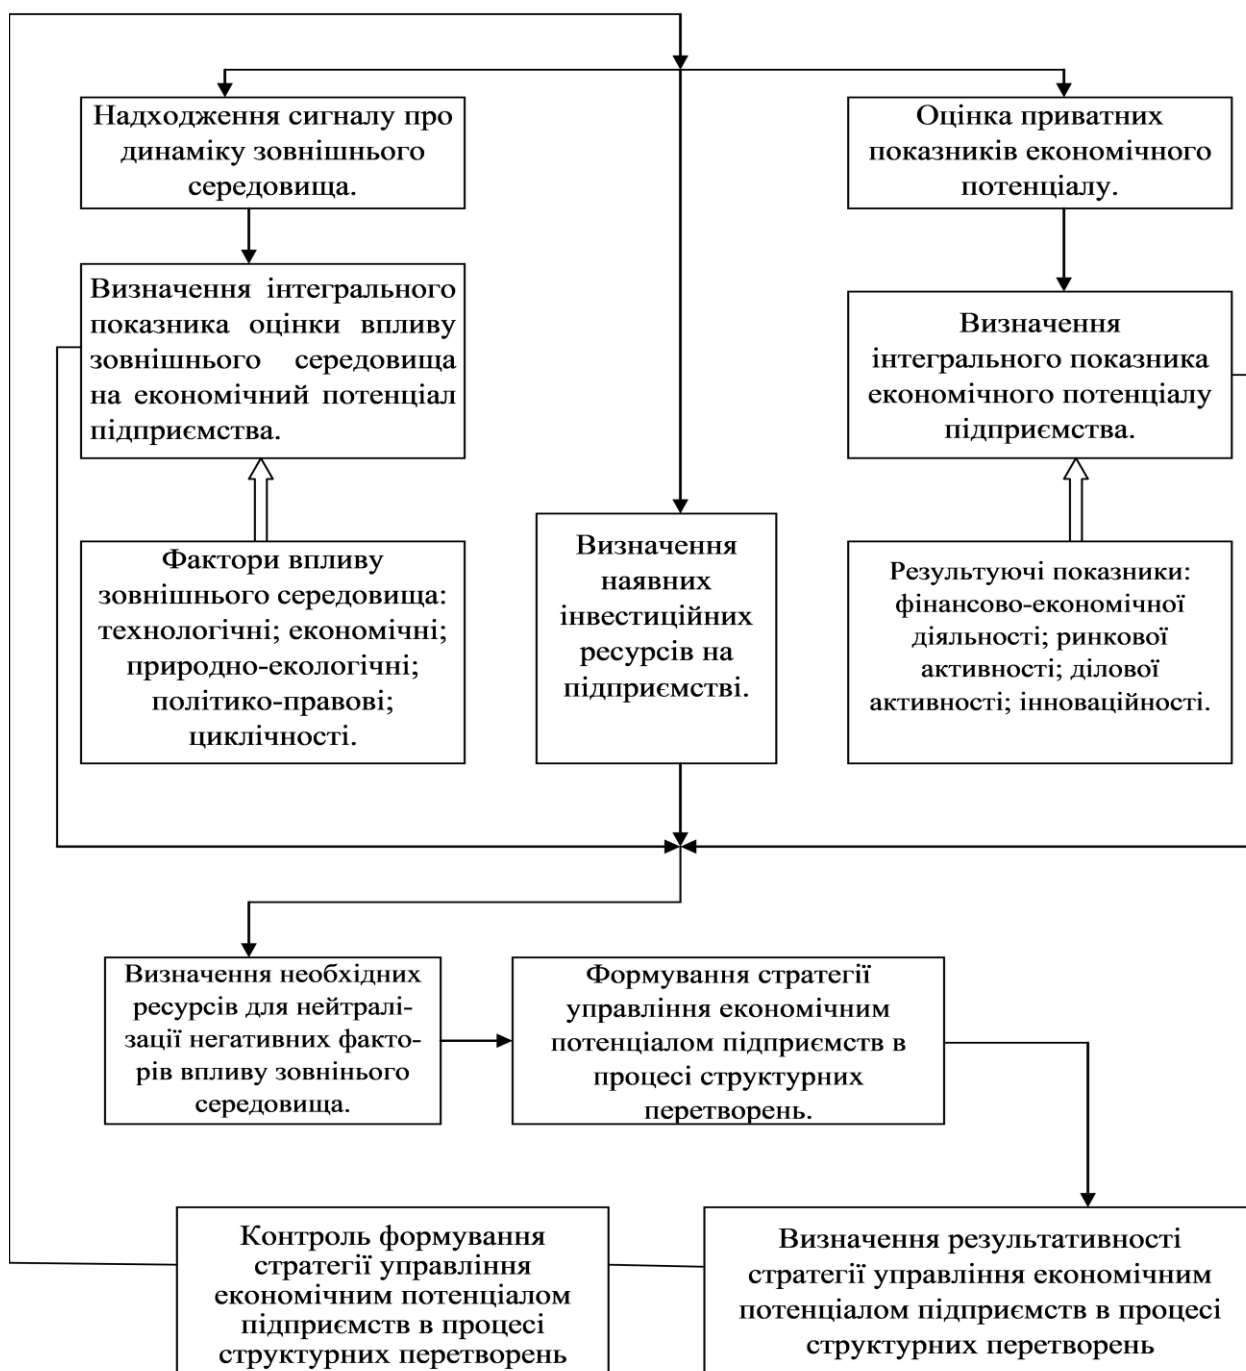 Надходження сигналу про
динаміку зовнішнього
середовища.
Оцінка приватних
показників економічного
потенціалу.
Визначення інтегрального
показника оцінки впливу
зовнішнього середовища
на економічний потенціал
підприємства.
Визначення
інтегрального показника
економічного потенціалу
підприємства.
Фактори впливу
зовнішнього середовища:
технологічні; економічні;
природно-екологічні;
політико-правові;
циклічності.
Визначення
наявних
інвестиційних
ресурсів на
підприємстві.
Результуючі показники:
фінансово-економічної
діяльності; ринкової
активності; ділової
активності; інноваційності.
Визначення необхідних
ресурсів для нейтралі-
зації негативних факто-
рів впливу зовнінього
середовища.
Формування стратегії
управління економічним
потенціалом підприємств в
процесі структурних
перетворень.
Контроль формування
стратегії управління
економічним потенціалом
підприємств в процесі
структурних перетворень
Визначення результативності
стратегії управління економічним
потенціалом підприємств в процесі
структурних перетворень